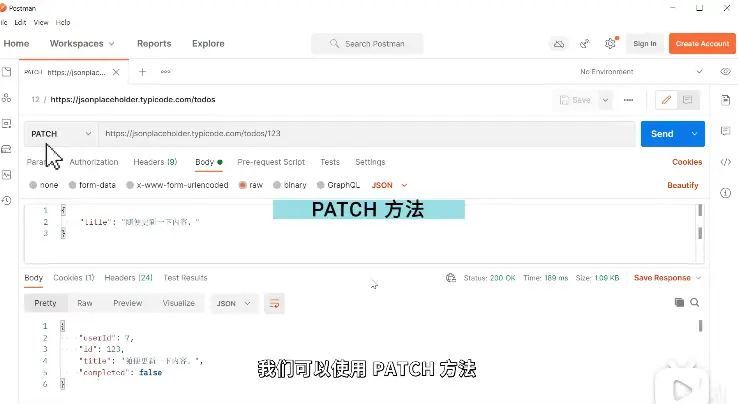 Postman
File Edit View Help
Home Workspaces Reports Explore Search Postman Sign In Create Account
PATCH https://jsonplac... No Environment
12 / https://jsonplaceholder.typicode.com/todos Save
PATCH https://jsonplaceholder.typicode.com/todos/123 Send
Authorization Headers (9) Body Pre-request Script Tests Settings Cookies
none form-data x-www-form-urlencoded raw binary GraphQL JSON Beautify
PATCH 方法
1 {
2 "title": "随便更新一下内容。"
3 }
Body Cookies (1) Headers (24) Test Results Status: 200 OK Time: 189 ms Size: 1.09 KB Save Response
Pretty Raw Preview Visualize JSON
1 {
2 "userId": 7,
3 "id": 123,
4 "title": "随便更新一下内容。",
5 "completed": false
6 }
我们可以使用 PATCH 方法